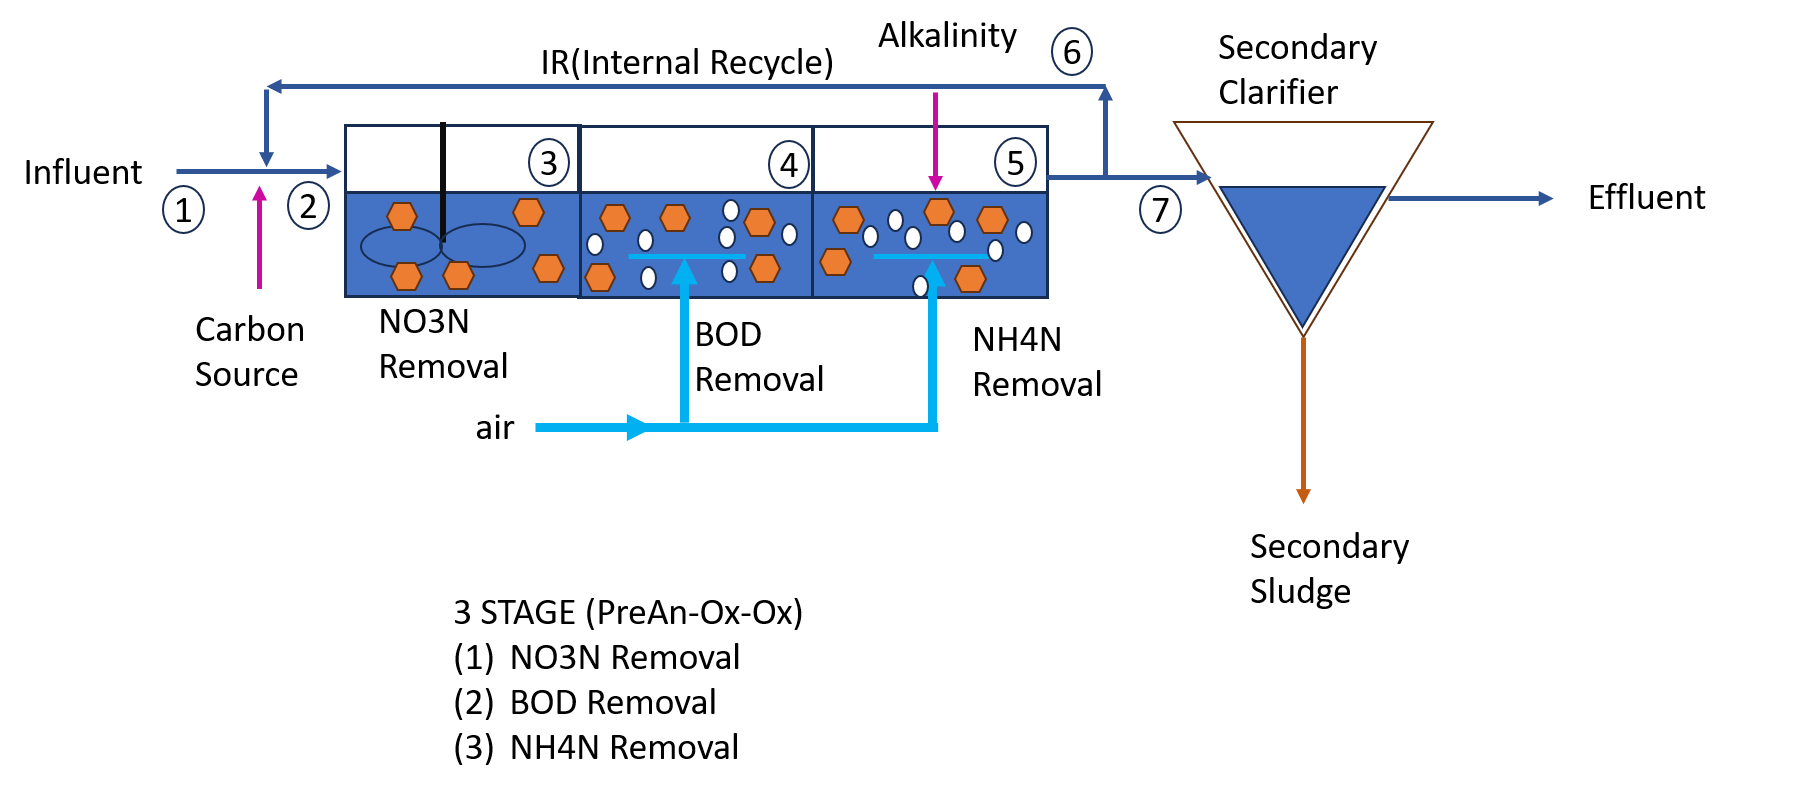 IR(Internal Recycle)
Alkalinity
6
Secondary
Clarifier
Influent
1
2
3
4
5
7
Effluent
Carbon
Source
NO3N
Removal
BOD
Removal
NH4N
Removal
air
Secondary
Sludge
3 STAGE (PreAn-Ox-Ox)
(1) NO3N Removal
(2) BOD Removal
(3) NH4N Removal